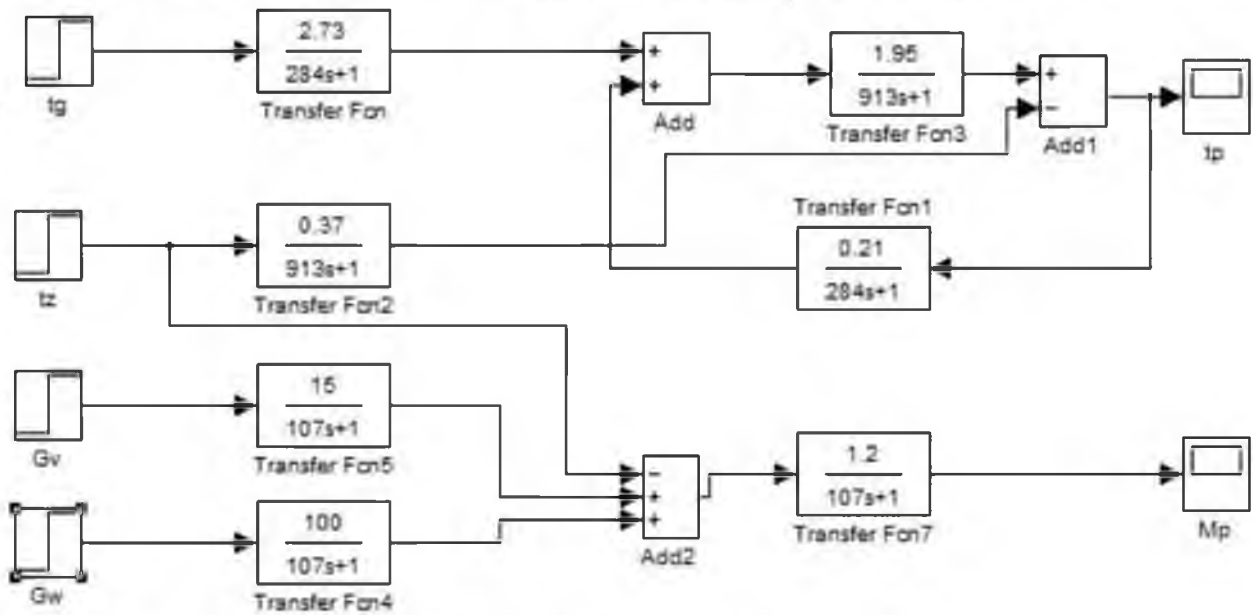 2.73
284s+1
Transfer Fcn
tg
+
+
Add
1.95
913s+1
Transfer Fcn3
+
−
Add1
tp
0.37
913s+1
Transfer Fcn2
tz
Transfer Fcn1
0.21
284s+1
15
107s+1
Transfer Fcn5
Gv
−
+
+
Add2
1.2
107s+1
Transfer Fcn7
Mp
100
107s+1
Transfer Fcn4
Gw